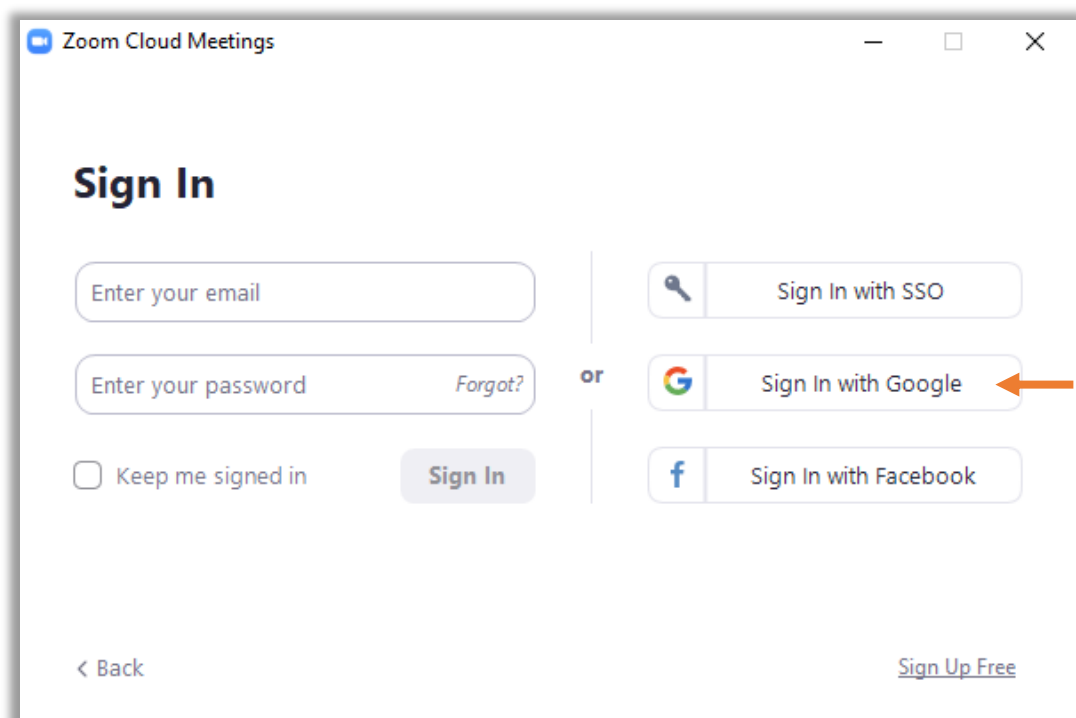 Zoom Cloud Meetings
Sign In
Enter your email
Enter your password Forgot?
Keep me signed in Sign In
or
Sign In with SSO
Sign In with Google
Sign In with Facebook
Back
Sign Up Free